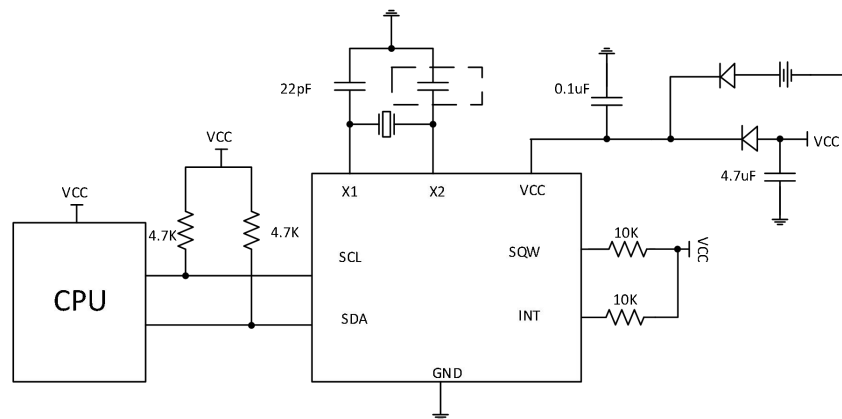 22pF
0.1uF
VCC
VCC
4.7uF
VCC
X1
X2
VCC
4.7K
4.7K
10K
SCL
SQW
VCC
CPU
SDA
10K
INT
GND